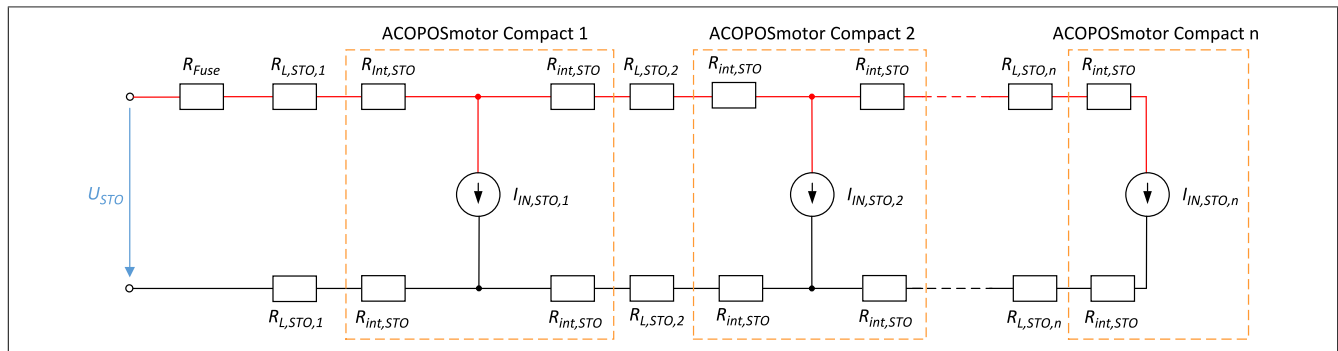 ACOPOSmotor Compact 1 ACOPOSmotor Compact 2 ACOPOSmotor Compact n
R_Fuse R_L,STO,1 R_Int,STO R_int,STO R_L,STO,2 R_int,STO R_int,STO R_L,STO,n R_int,STO
U_STO I_IN,STO,1 I_IN,STO,2 I_IN,STO,n
R_L,STO,1 R_int,STO R_int,STO R_L,STO,2 R_int,STO R_int,STO R_L,STO,n R_int,STO